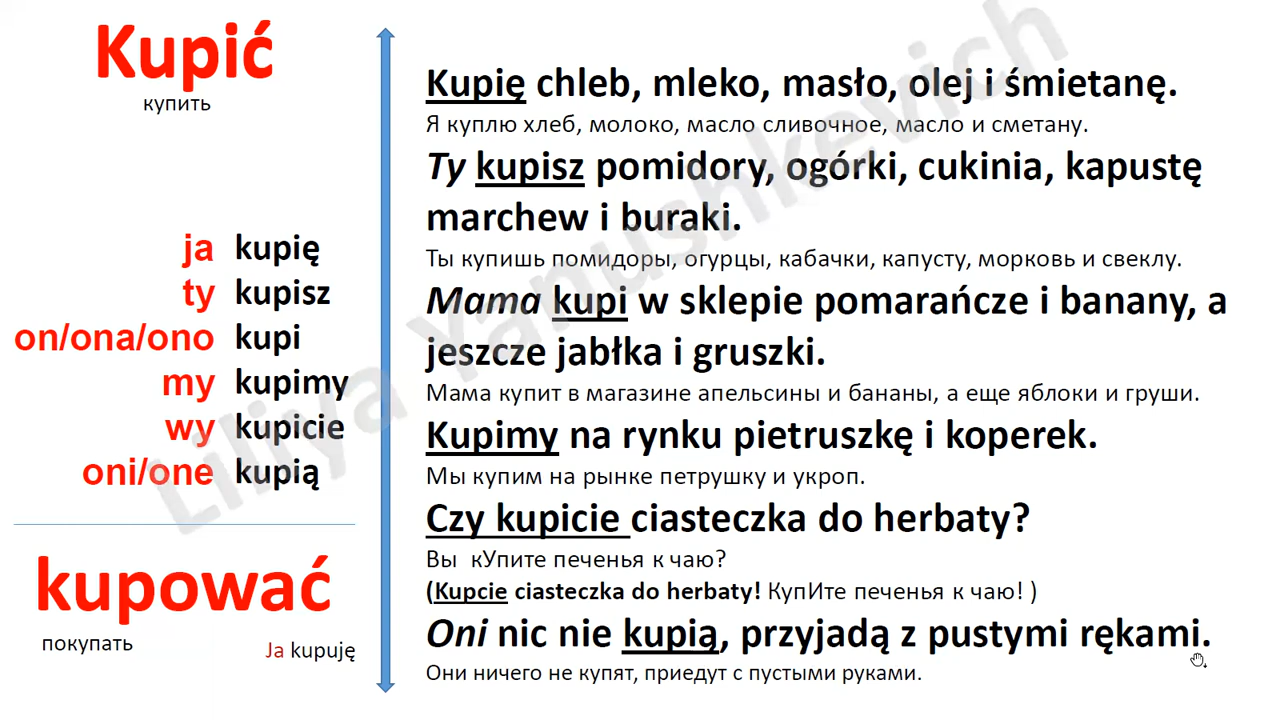 Kupić
купить
ja kupię
ty kupisz
on/ona/ono kupi
my kupimy
wy kupicie
oni/one kupią
kupować
покупать
Ja kupuję
Kupię chleb, mleko, masło, olej i śmietanę.
Я куплю хлеб, молоко, масло сливочное, масло и сметану.
Ty kupisz pomidory, ogórki, cukinia, kapustę
marchew i buraki.
Ты купишь помидоры, огурцы, кабачки, капусту, морковь и свеклу.
Mama kupi w sklepie pomarańcze i banany, a
jeszcze jabłka i gruszki.
Мама купит в магазине апельсины и бананы, а еще яблоки и груши.
Kupimy na rynku pietruszkę i koperek.
Мы купим на рынке петрушку и укроп.
Czy kupicie ciasteczka do herbaty?
Вы кУпите печенья к чаю?
(Kupcie ciasteczka do herbaty! КупИте печенья к чаю! )
Oni nic nie kupią, przyjadą z pustymi rękami.
Они ничего не купят, приедут с пустыми руками.
Liliya Yanushkevich